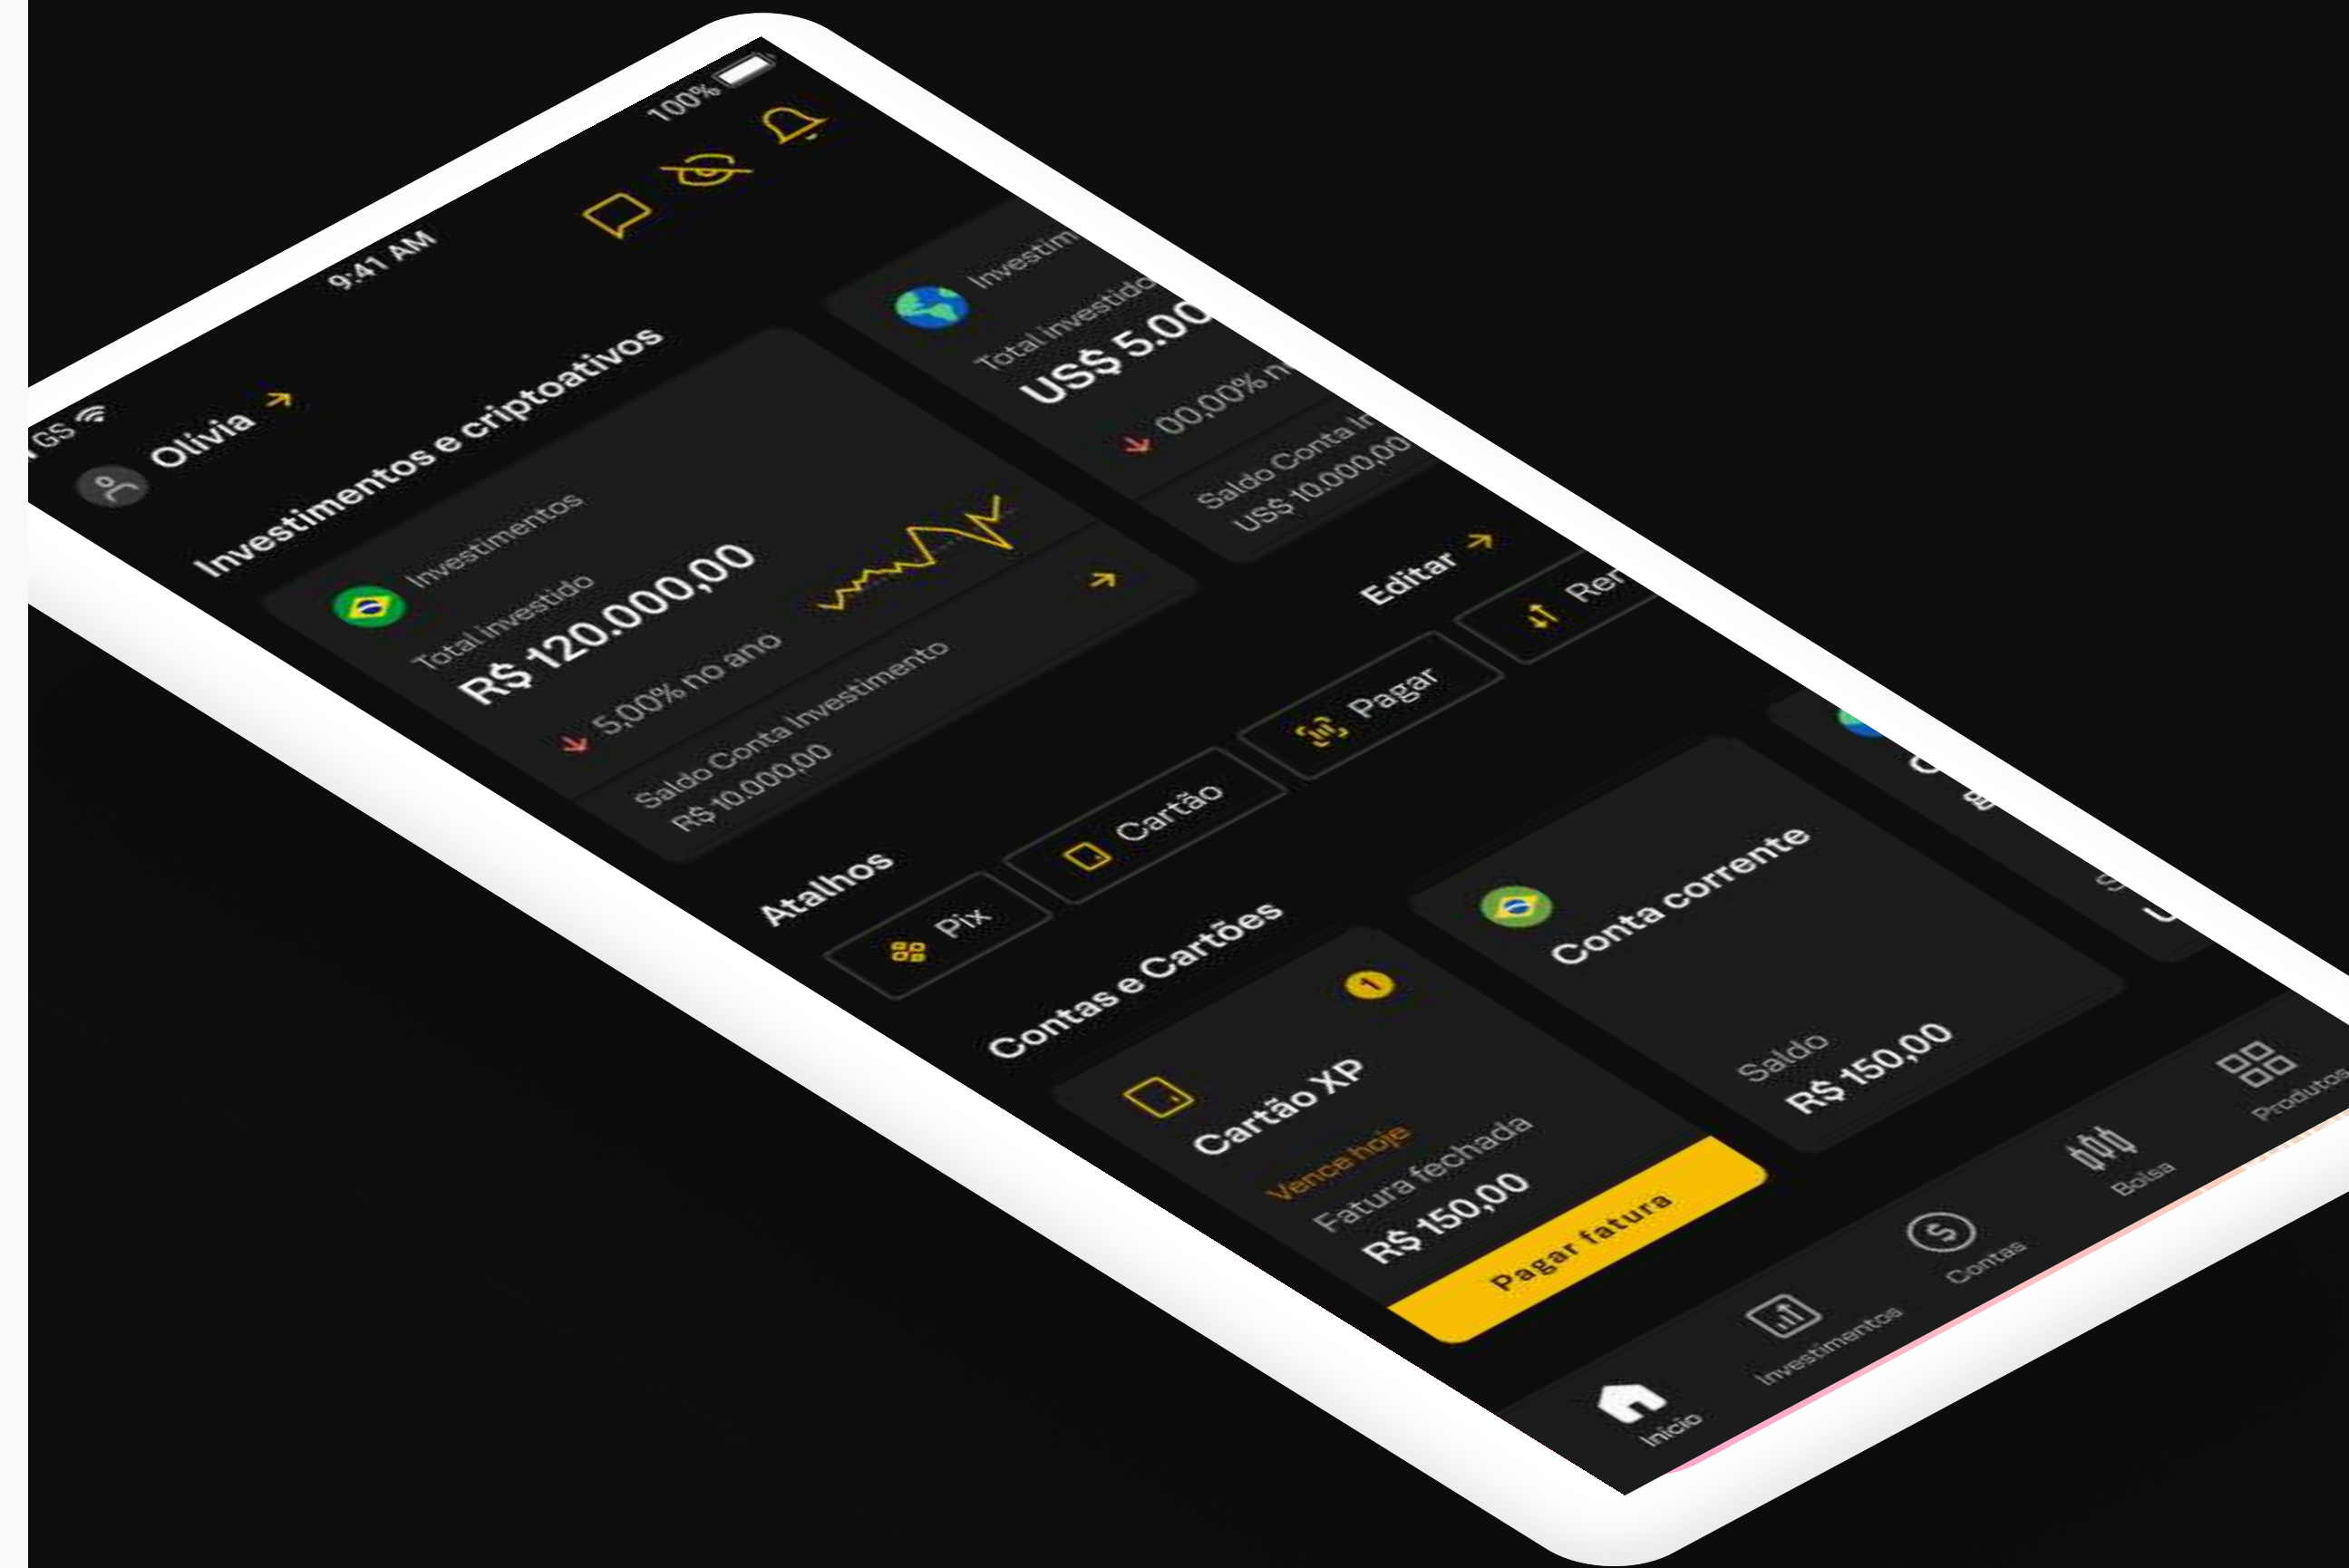 GS
9:41 AM
100%
Olivia
Investimentos e criptoativos
Investimentos
Total investido
R$ 120.000,00
5,00% no ano
Saldo Conta Investimento
R$ 10.000,00
Investim
Total investido
US$ 5.00
00,00% n
Saldo Conta In
US$ 10.000,00
Atalhos
Editar
Pix
Cartão
Pagar
Ren
Contas e Cartões
1
Cartão XP
Vence hoje
Fatura fechada
R$ 150,00
Pagar fatura
Conta corrente
Saldo
R$ 150,00
C
g
S
U
Início
Investimentos
Contas
Bolsa
Produtos